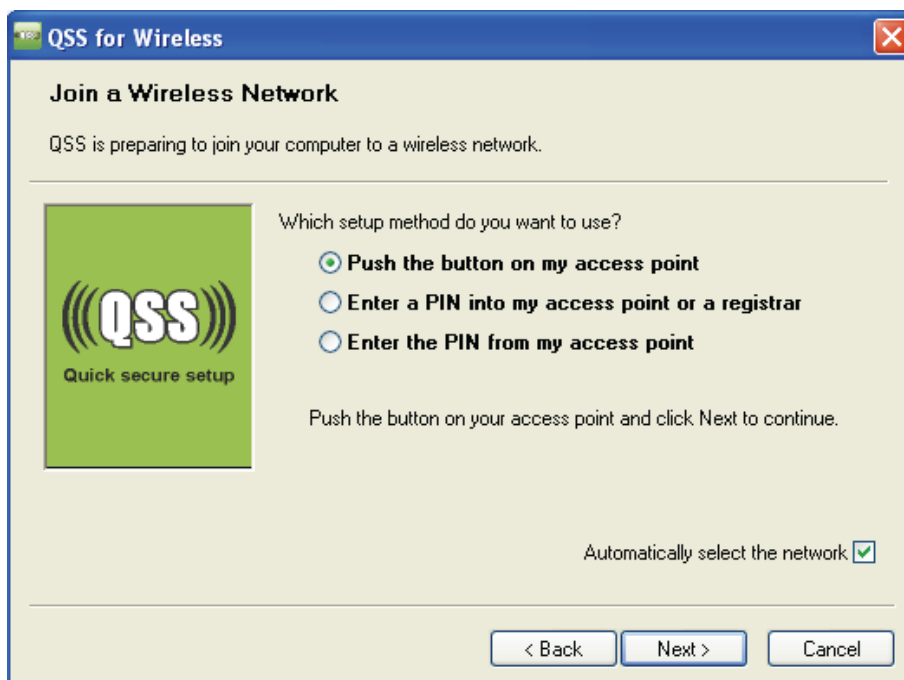 QSS for Wireless
Join a Wireless Network
QSS is preparing to join your computer to a wireless network.
Which setup method do you want to use?
Push the button on my access point
Enter a PIN into my access point or a registrar
Enter the PIN from my access point
(((QSS)))
Quick secure setup
Push the button on your access point and click Next to continue.
Automatically select the network
< Back
Next >
Cancel